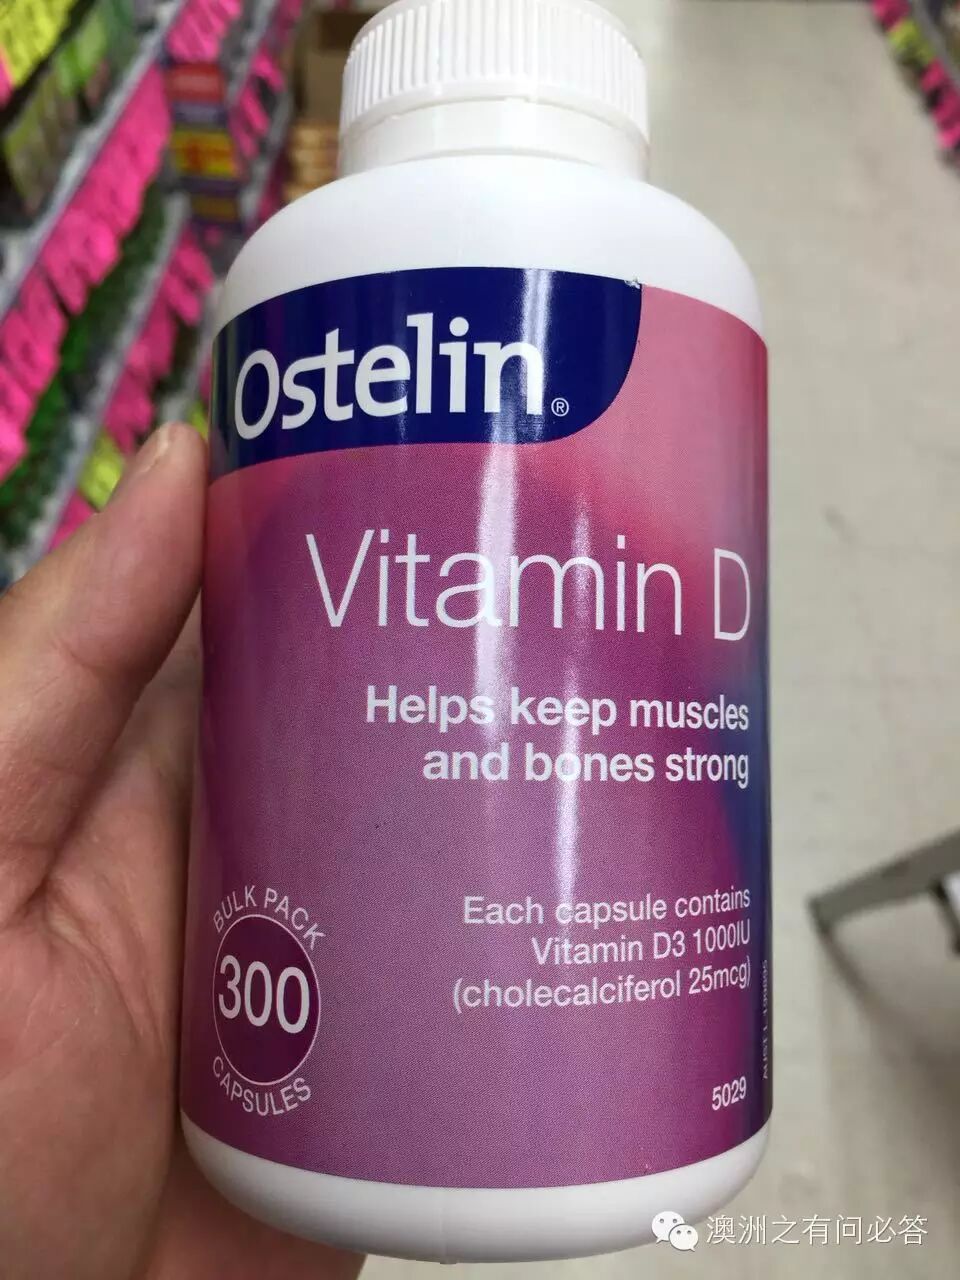 Ostelin®
Vitamin D
Helps keep muscles
and bones strong
Each capsule contains
Vitamin D3 1000IU
(cholecalciferol 25mcg)
BULK PACK
300
CAPSULES
5029
澳洲之有问必答